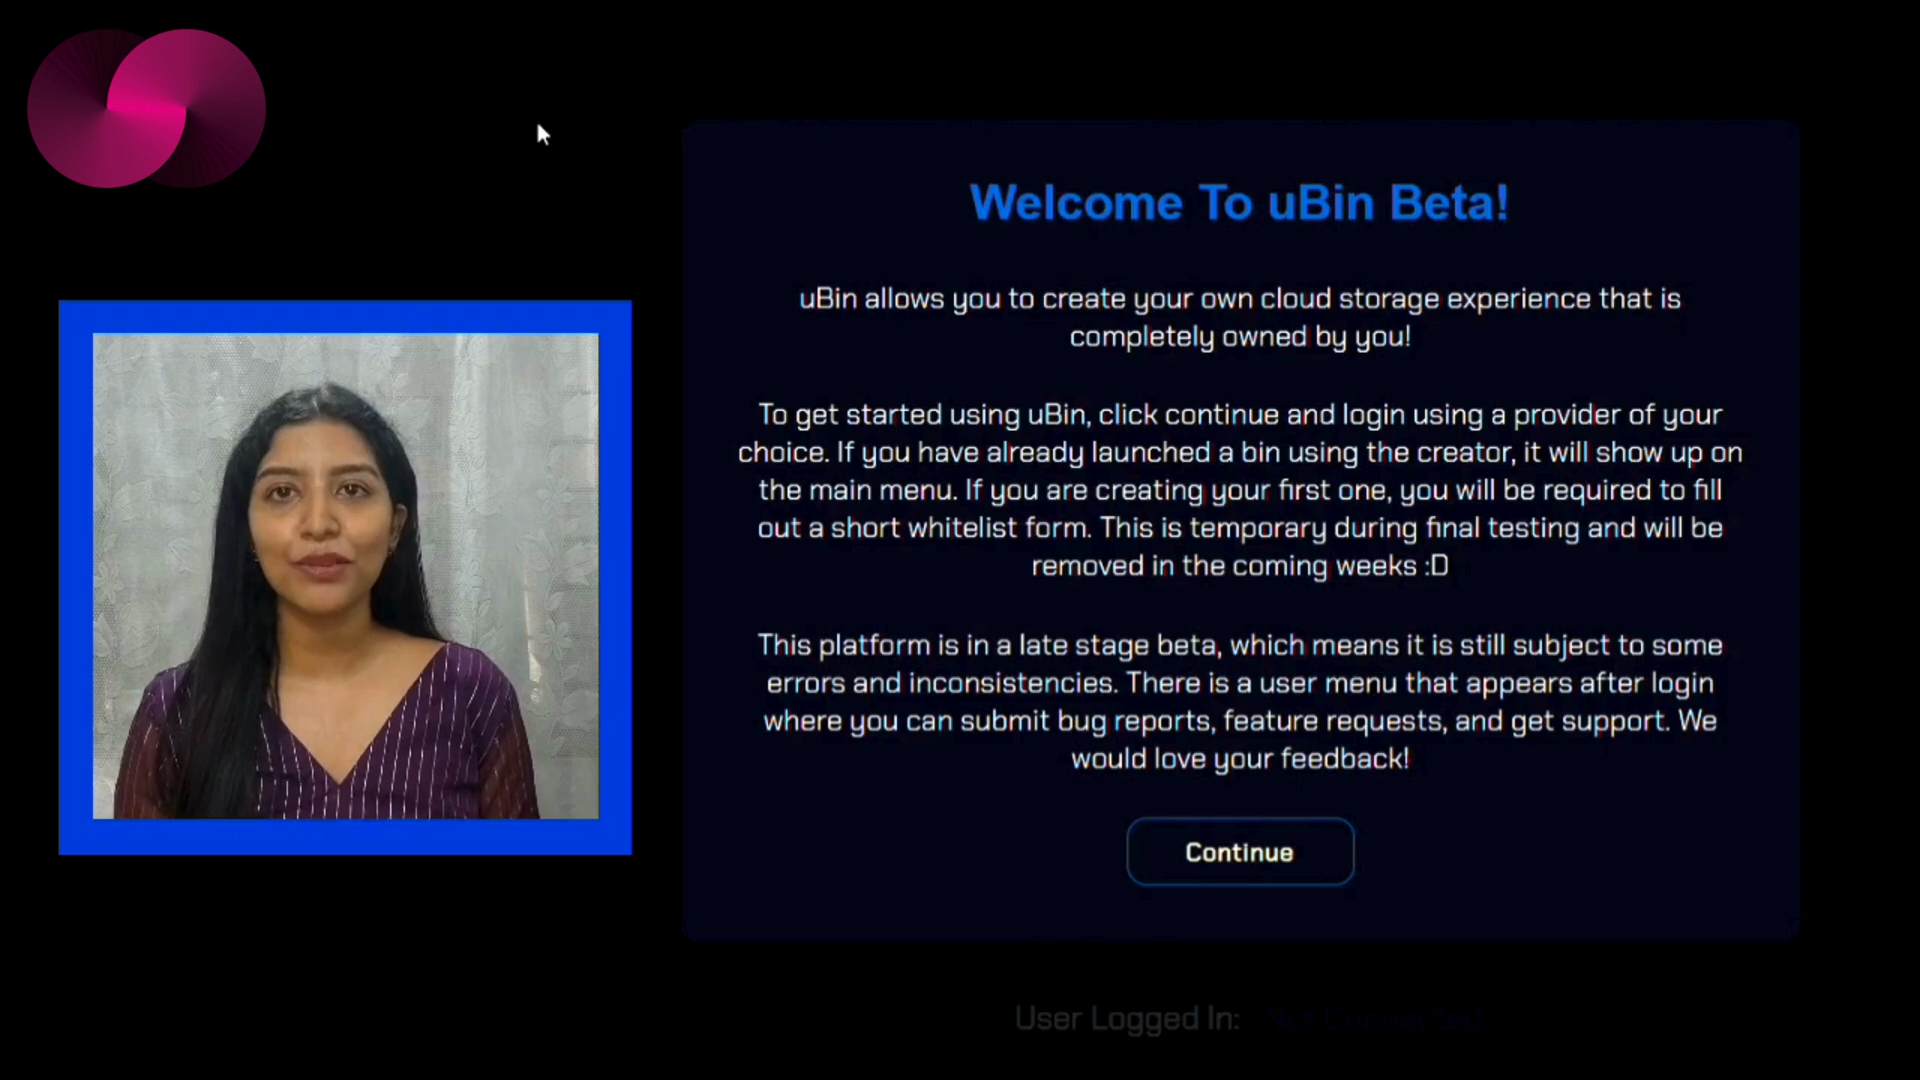 Welcome To uBin Beta!
uBin allows you to create your own cloud storage experience that is
completely owned by you!
To get started using uBin, click continue and login using a provider of your
choice. If you have already launched a bin using the creator, it will show up on
the main menu. If you are creating your first one, you will be required to fill
out a short whitelist form. This is temporary during final testing and will be
removed in the coming weeks :D
This platform is in a late stage beta, which means it is still subject to some
errors and inconsistencies. There is a user menu that appears after login
where you can submit bug reports, feature requests, and get support. We
would love your feedback!
Continue
User Logged In: Not Connected